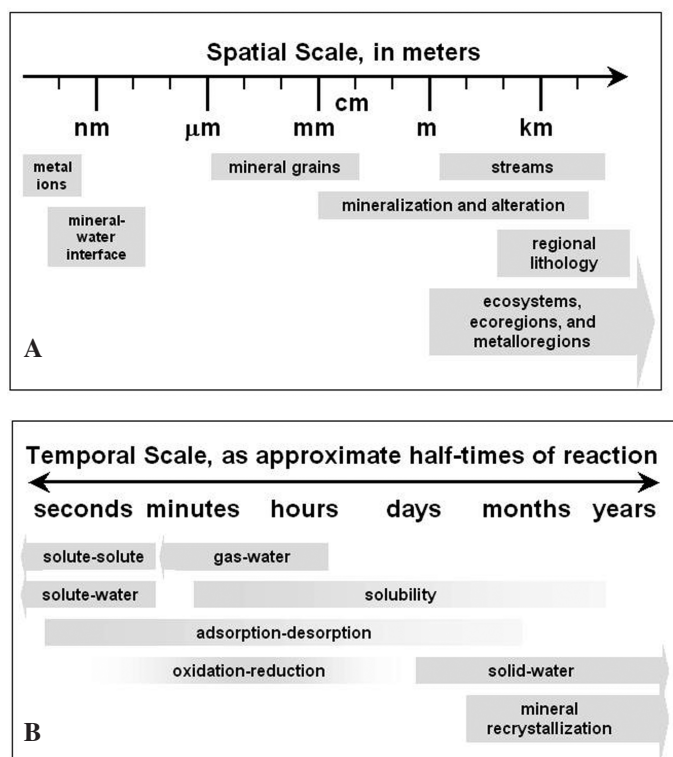 Spatial Scale, in meters
cm
nm μm mm m km
metal
ions
mineral grains
streams
mineral-
water
interface
mineralization and alteration
regional
lithology
ecosystems,
ecoregions, and
metalloregions
A
Temporal Scale, as approximate half-times of reaction
seconds minutes hours days months years
solute-solute gas-water
solute-water solubility
adsorption-desorption
oxidation-reduction solid-water
mineral
recrystallization
B